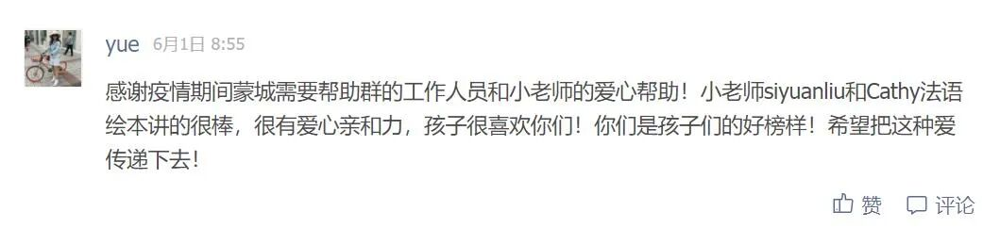 yue 6月1日 8:55
感谢疫情期间蒙城需要帮助群的工作人员和小老师的爱心帮助！小老师siyuanliu和Cathy法语
绘本讲的很棒，很有爱心亲和力，孩子很喜欢你们！你们是孩子们的好榜样！希望把这种爱
传递下去！
赞 评论